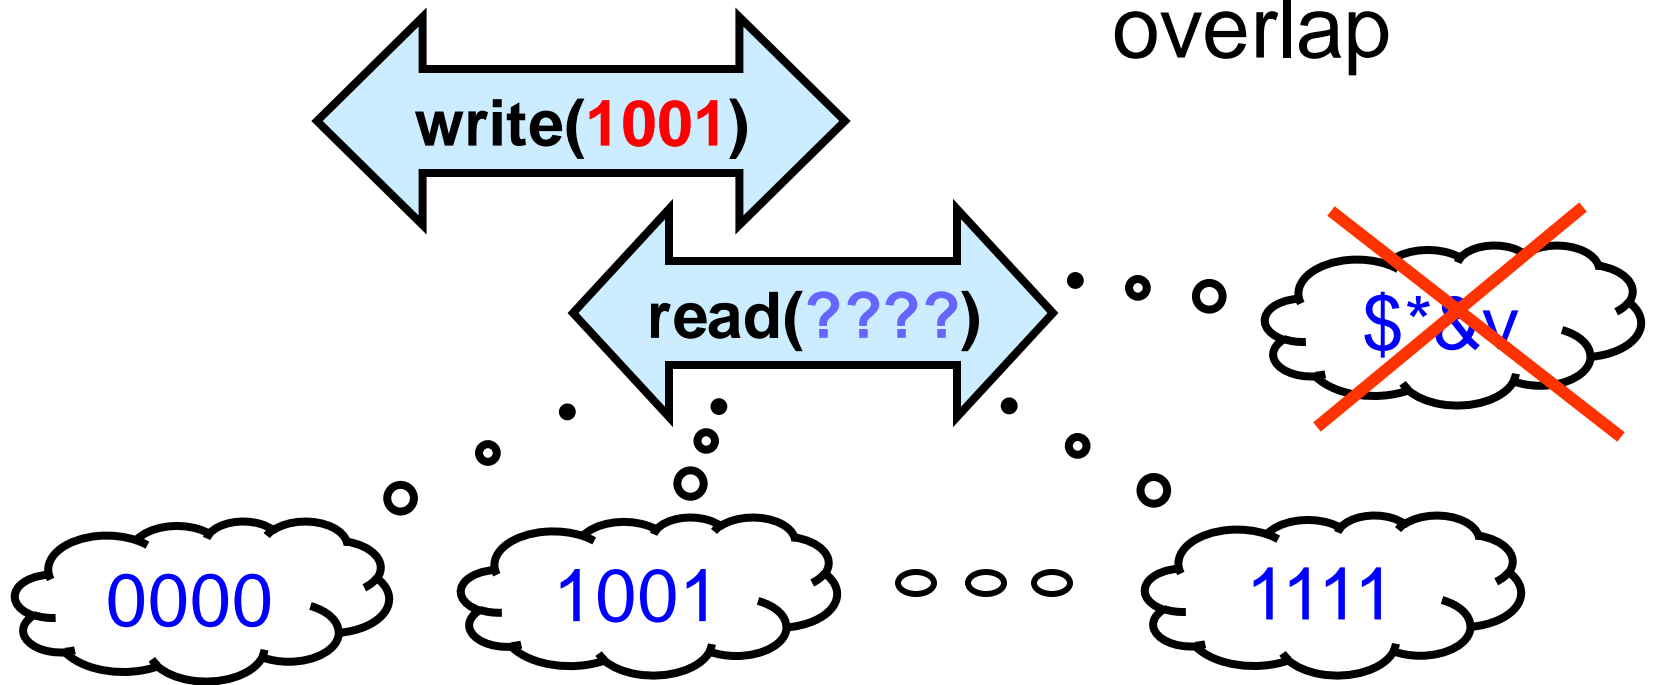 overlap
write(1001)
read(????)
$*&v
0000
1001
1111